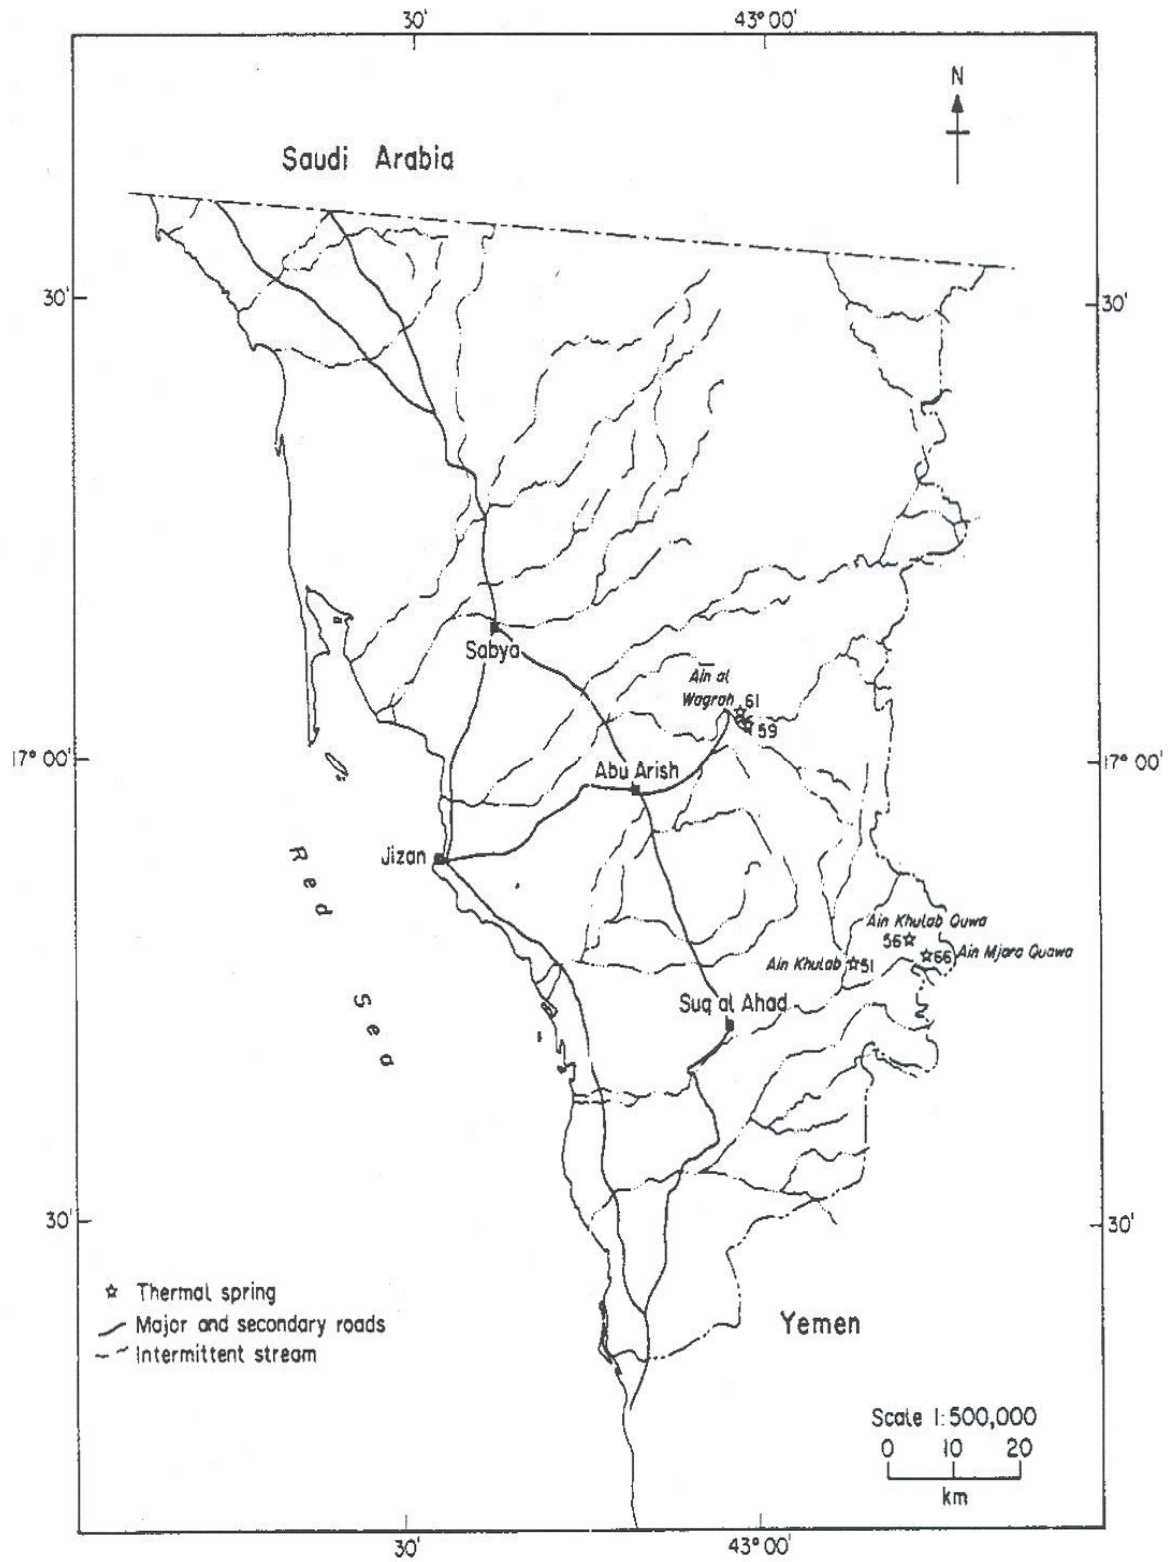 30'
43° 00'
N
Saudi Arabia
30'
30'
Sabya
Ain al
Wagrah
61
59
17° 00'
17° 00'
Abu Arish
Jizan
Red
Sea
Ain Khulab Quwa
56
66
Ain Mjara Quawa
Ain Khulab
51
Suq al Ahad
30'
30'
Thermal spring
Major and secondary roads
Intermittent stream
Yemen
Scale 1:500,000
0 10 20
km
30'
43° 00'